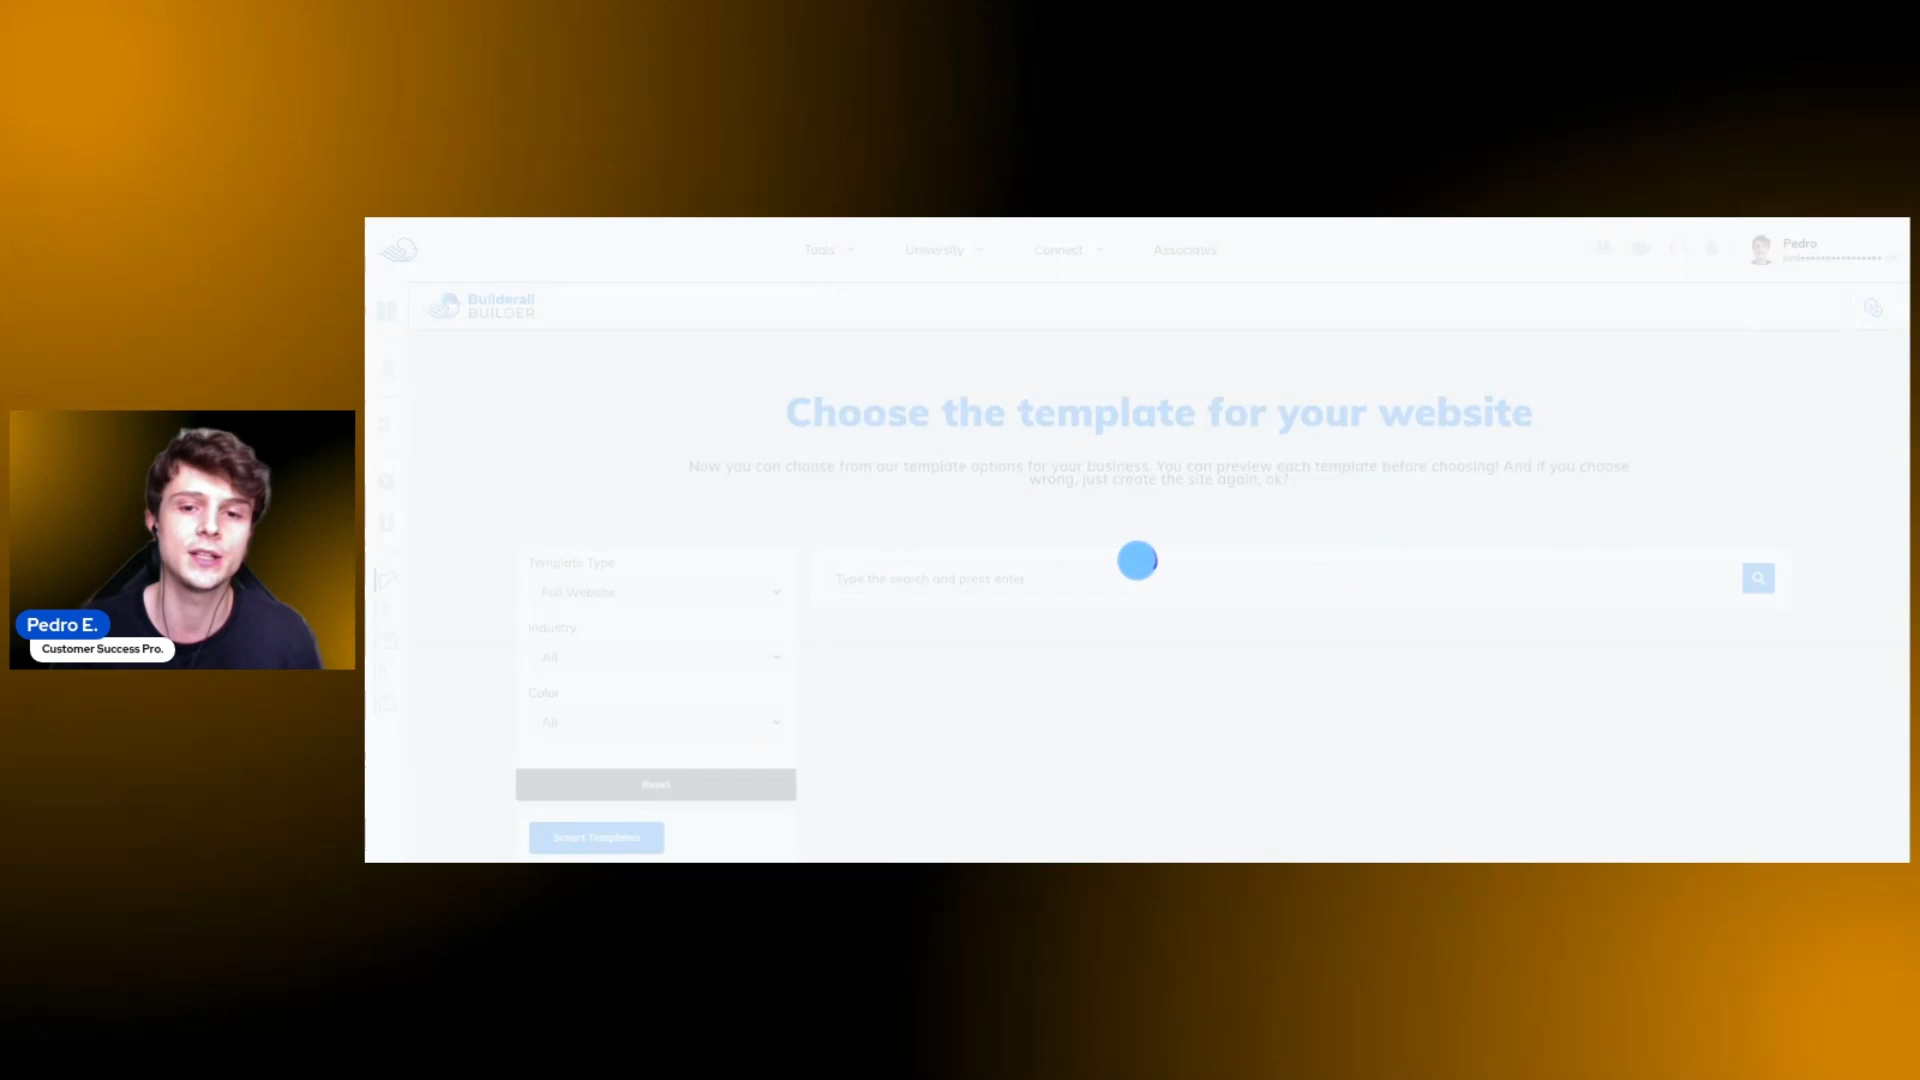 Tools
University
Connect
Associates
Pedro
Builderall
BUILDER
Choose the template for your website
Now you can choose from our template options for your business. You can preview each template before choosing! And if you choose
wrong, just create the site again, ok?
Template Type
Full Website
Type the search and press enter
Industry
All
Color
All
Reset
Smart Templates
Pedro E.
Customer Success Pro.